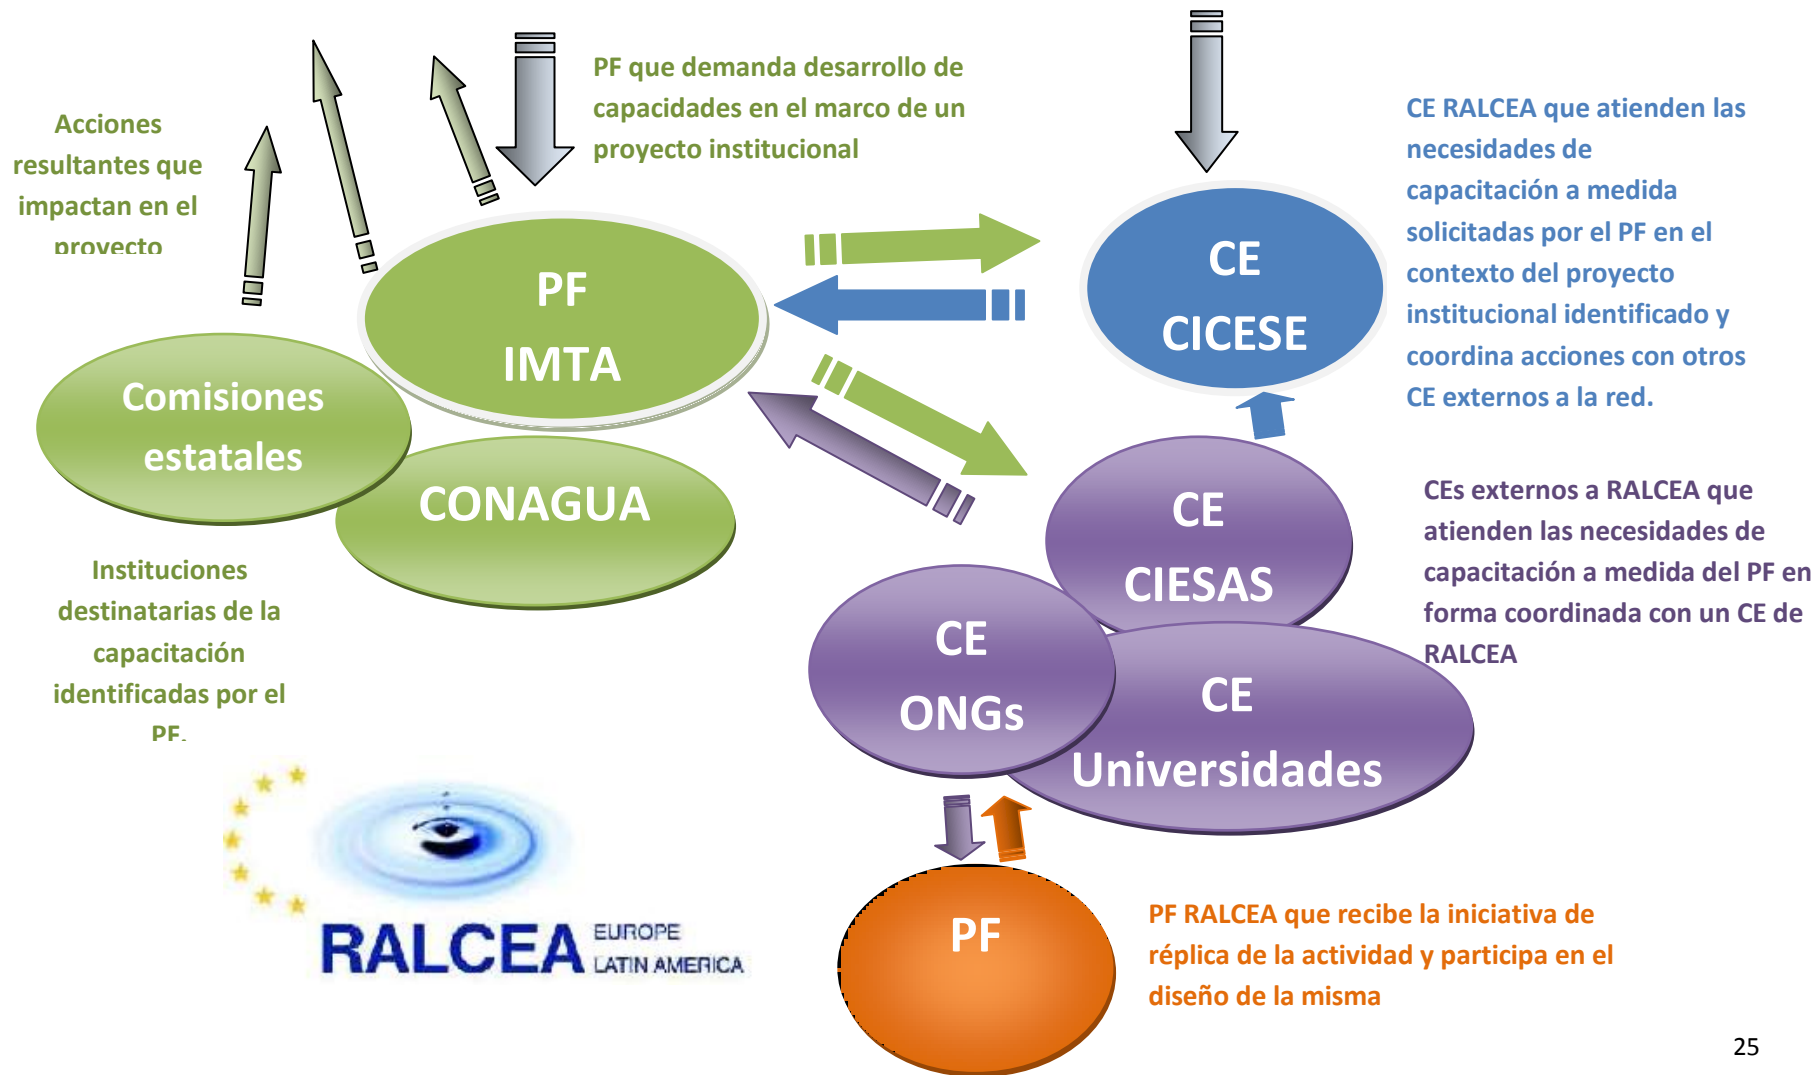 PF que demanda desarrollo de
capacidades en el marco de un
proyecto institucional
Acciones
resultantes que
impactan en el
proyecto
CE RALCEA que atienden las
necesidades de
capacitación a medida
solicitadas por el PF en el
contexto del proyecto
institucional identificado y
coordina acciones con otros
CE externos a la red.
PF
IMTA
CE
CICESE
Comisiones
estatales
CONAGUA
CE
CIESAS
CEs externos a RALCEA que
atienden las necesidades de
capacitación a medida del PF en
forma coordinada con un CE de
RALCEA
Instituciones
destinatarias de la
capacitación
identificadas por el
PF.
CE
ONGs
CE
Universidades
RALCEA EUROPE
LATIN AMERICA
PF
PF RALCEA que recibe la iniciativa de
réplica de la actividad y participa en el
diseño de la misma
25